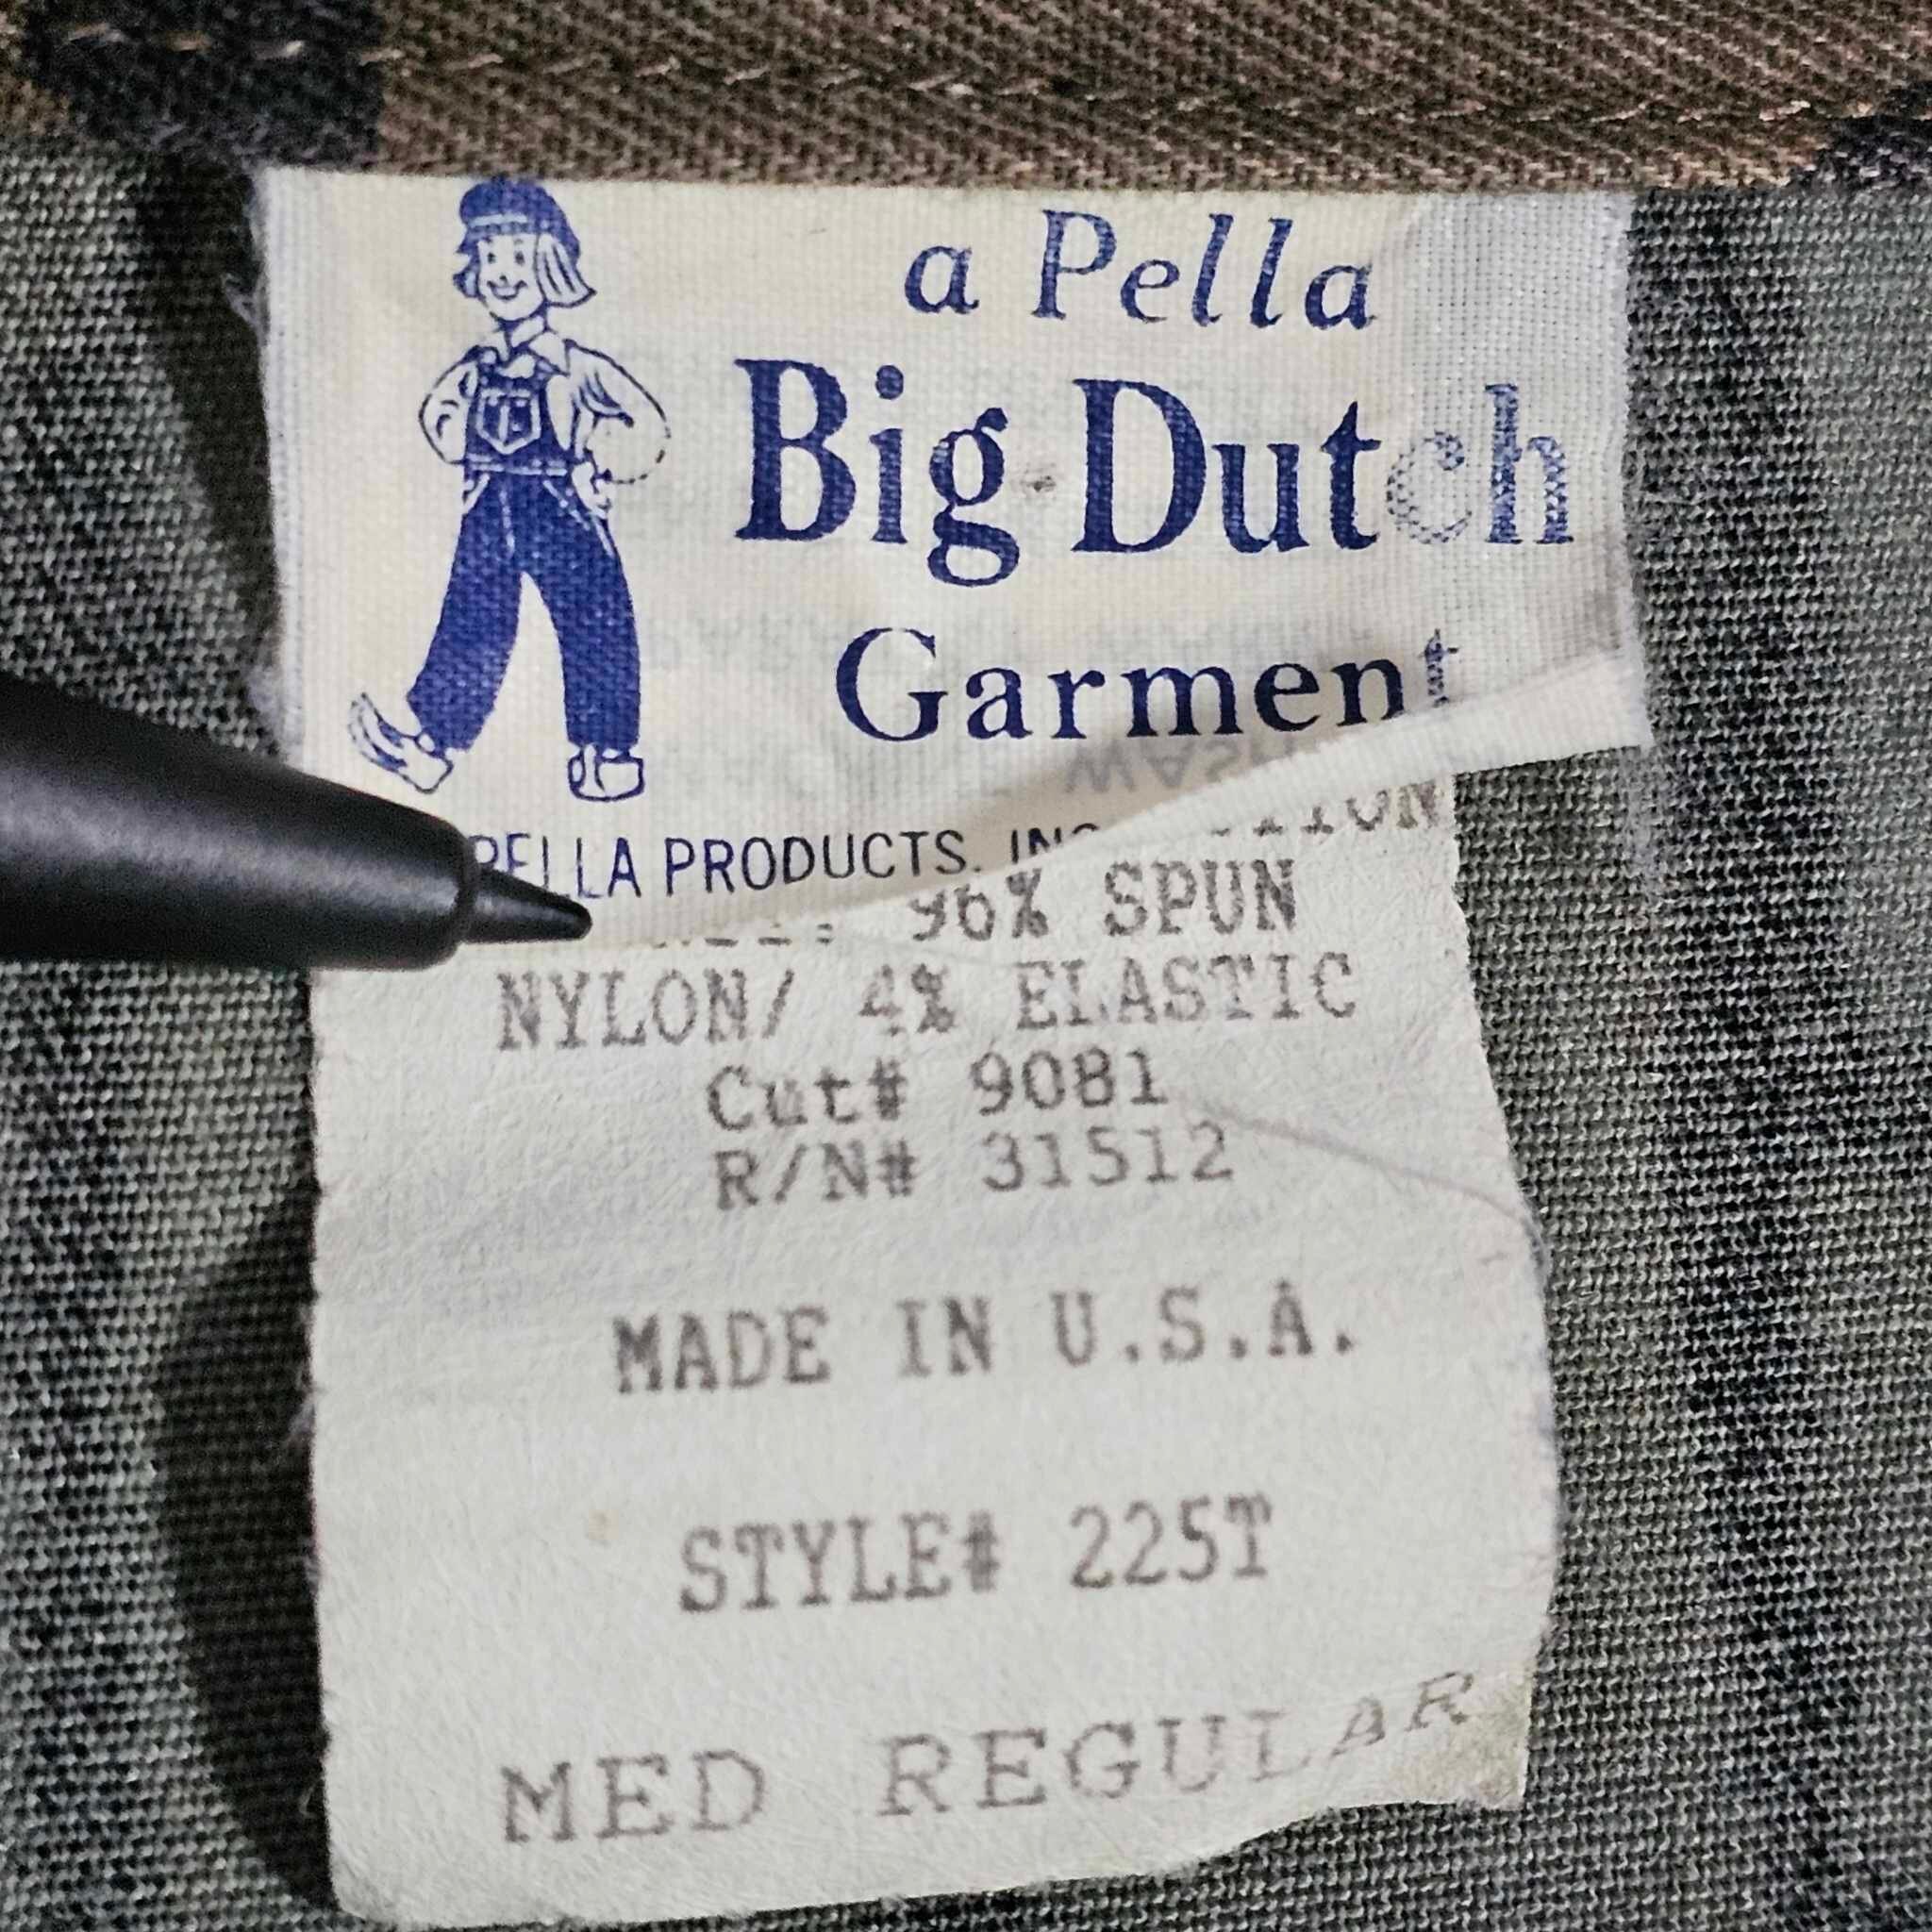 a Pella
Big Dutch
Garment
PELLA PRODUCTS, INC
96% SPUN
NYLON/ 4% ELASTIC
Cut# 9081
R/N# 31512
MADE IN U.S.A.
STYLE# 225T
MED REGULAR